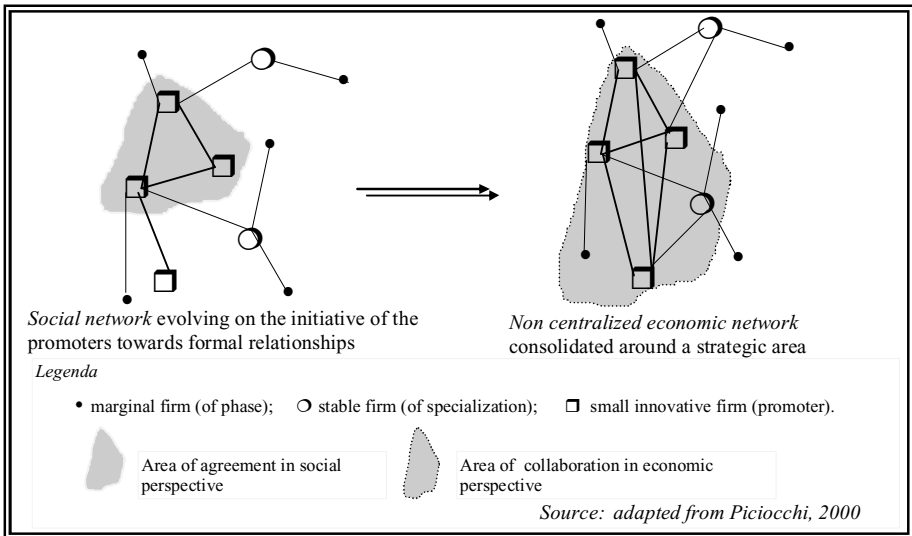 Social network evolving on the initiative of the
promoters towards formal relationships
Non centralized economic network
consolidated around a strategic area
Legenda
• marginal firm (of phase); stable firm (of specialization); small innovative firm (promoter).
Area of agreement in social
perspective
Area of collaboration in economic
perspective
Source: adapted from Piciocchi, 2000